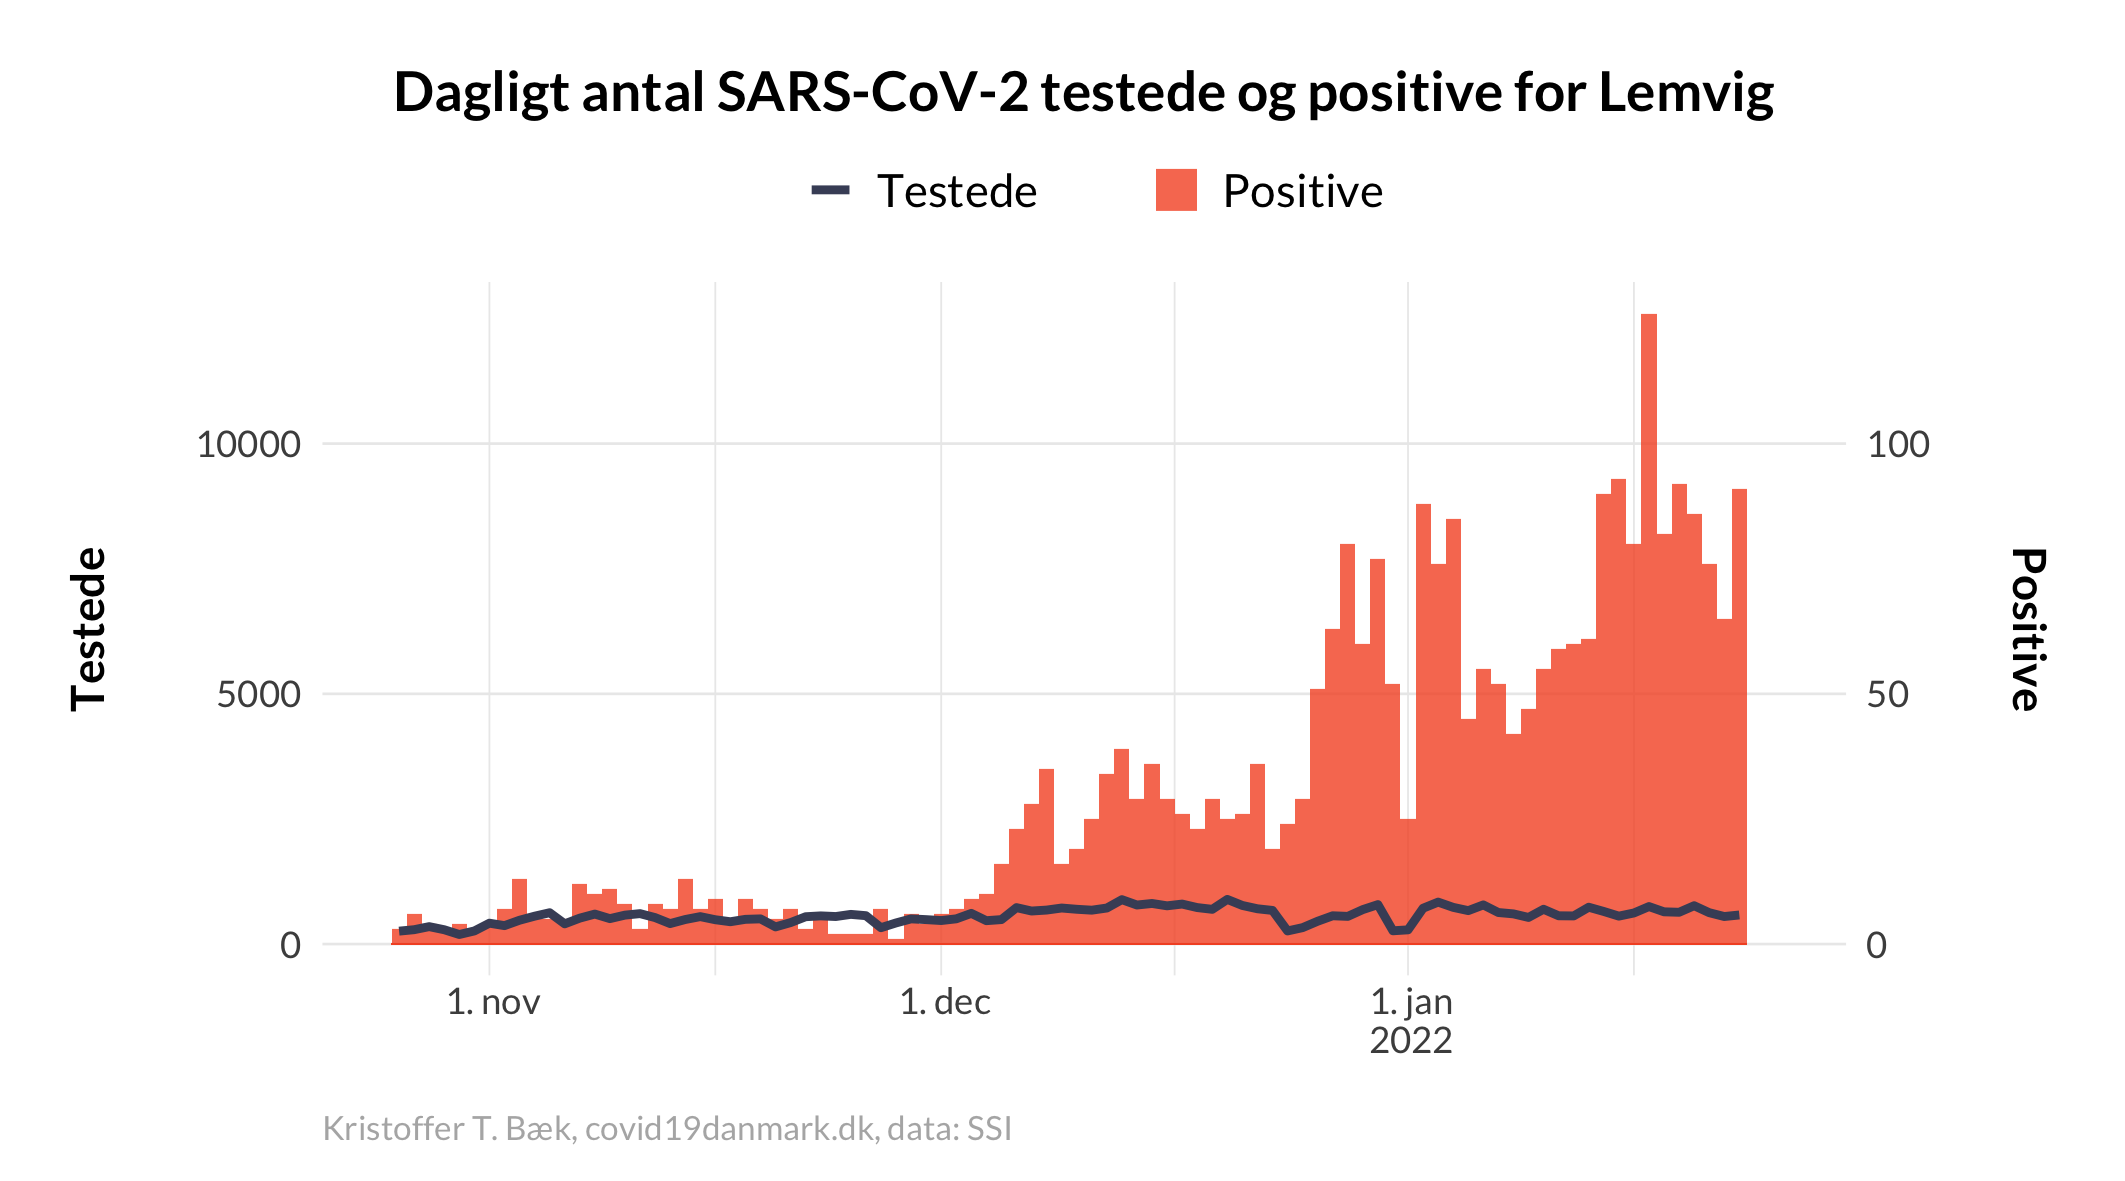 Dagligt antal SARS-CoV-2 testede og positive for Lemvig
Testede
Positive
10000
5000
0
100
50
0
Testede
Positive
1. nov
1. dec
1. jan
2022
Kristoffer T. Bæk, covid19danmark.dk, data: SSI